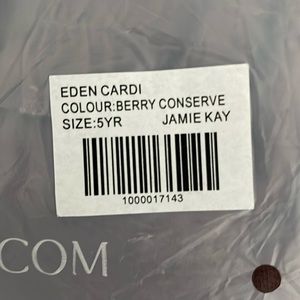 EDEN CARDI
COLOUR:BERRY CONSERVE
SIZE:5YR JAMIE KAY
1000017143
COM